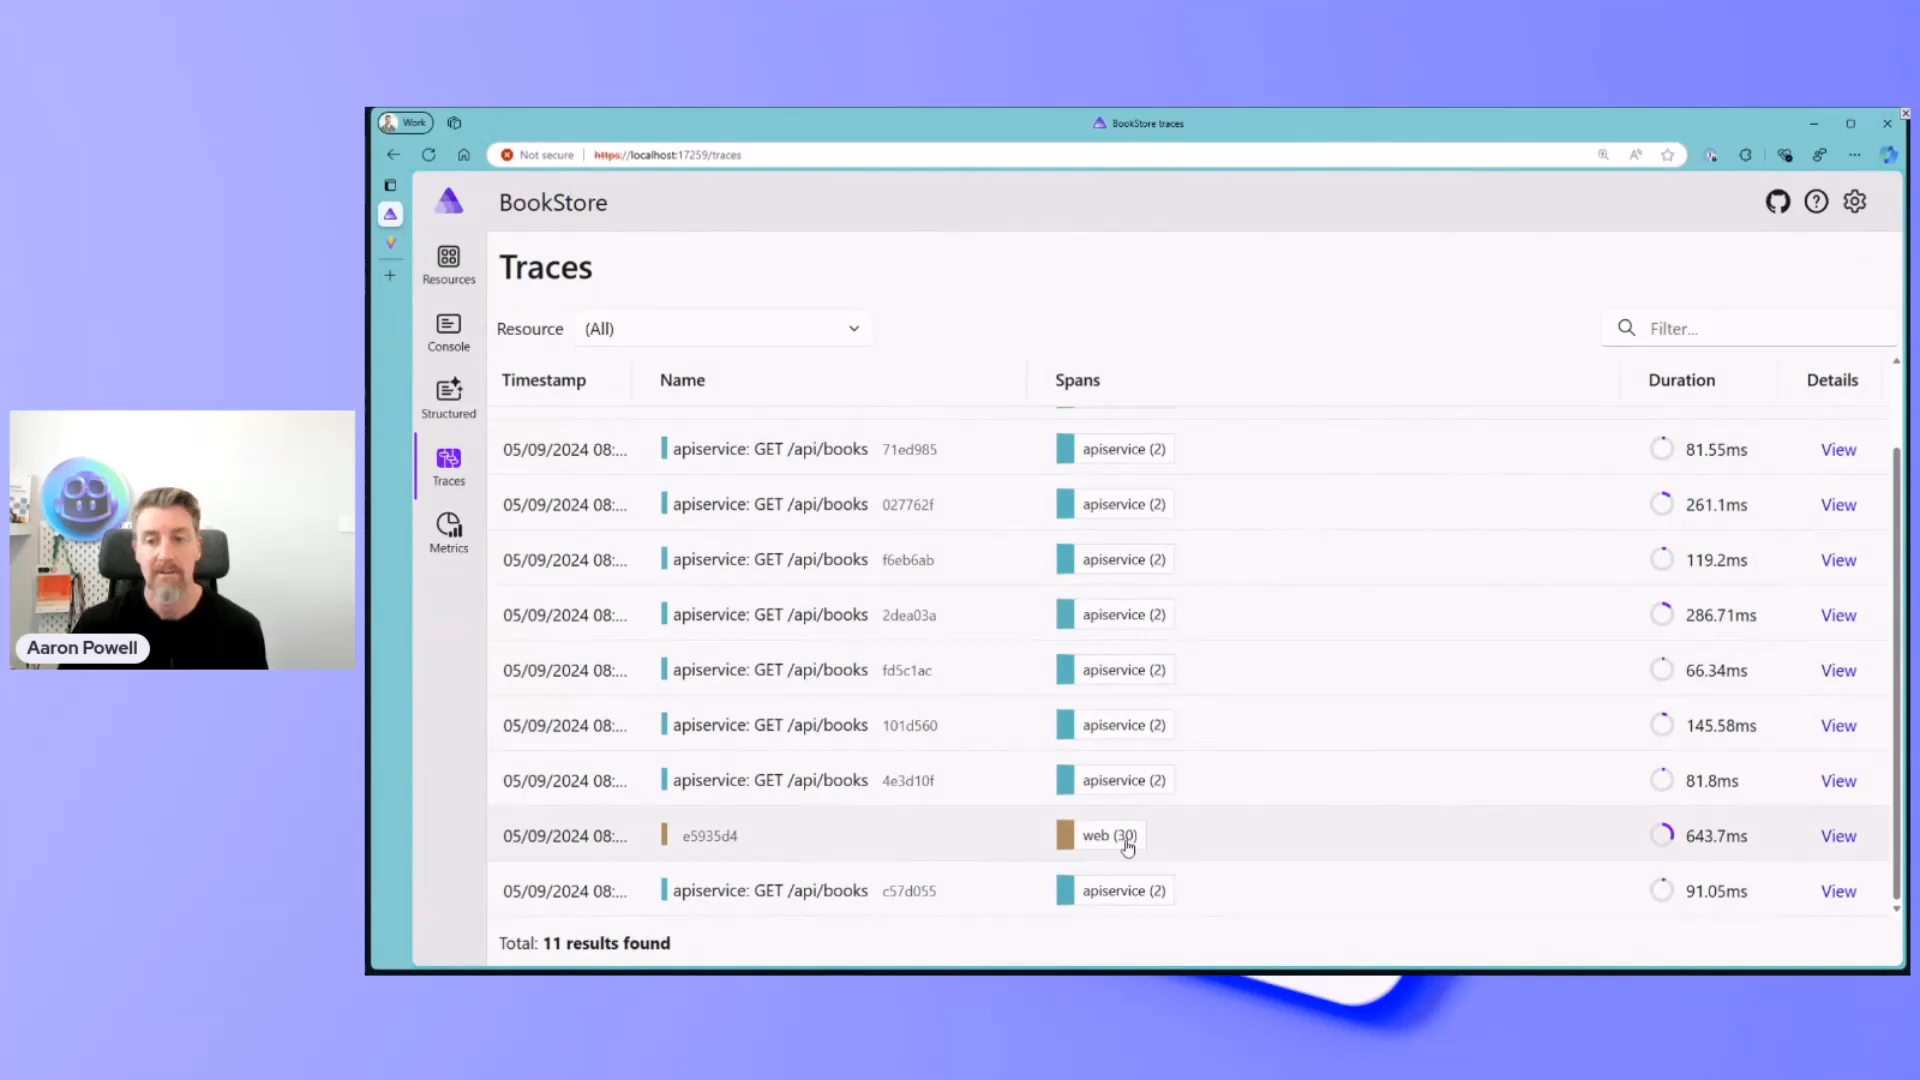 Work
BookStore traces
Not secure
https://localhost:17259/traces
BookStore
Resources
Console
Structured
Traces
Metrics
Traces
Resource (All)
Filter...
Timestamp Name Spans Duration Details
05/09/2024 08:... apiservice: GET /api/books 71ed985 apiservice (2) 81.55ms View
05/09/2024 08:... apiservice: GET /api/books 027762f apiservice (2) 261.1ms View
05/09/2024 08:... apiservice: GET /api/books f6eb6ab apiservice (2) 119.2ms View
05/09/2024 08:... apiservice: GET /api/books 2dea03a apiservice (2) 286.71ms View
05/09/2024 08:... apiservice: GET /api/books fd5c1ac apiservice (2) 66.34ms View
05/09/2024 08:... apiservice: GET /api/books 101d560 apiservice (2) 145.58ms View
05/09/2024 08:... apiservice: GET /api/books 4e3d10f apiservice (2) 81.8ms View
05/09/2024 08:... e5935d4 web (30) 643.7ms View
05/09/2024 08:... apiservice: GET /api/books c57d055 apiservice (2) 91.05ms View
Total: 11 results found
Aaron Powell